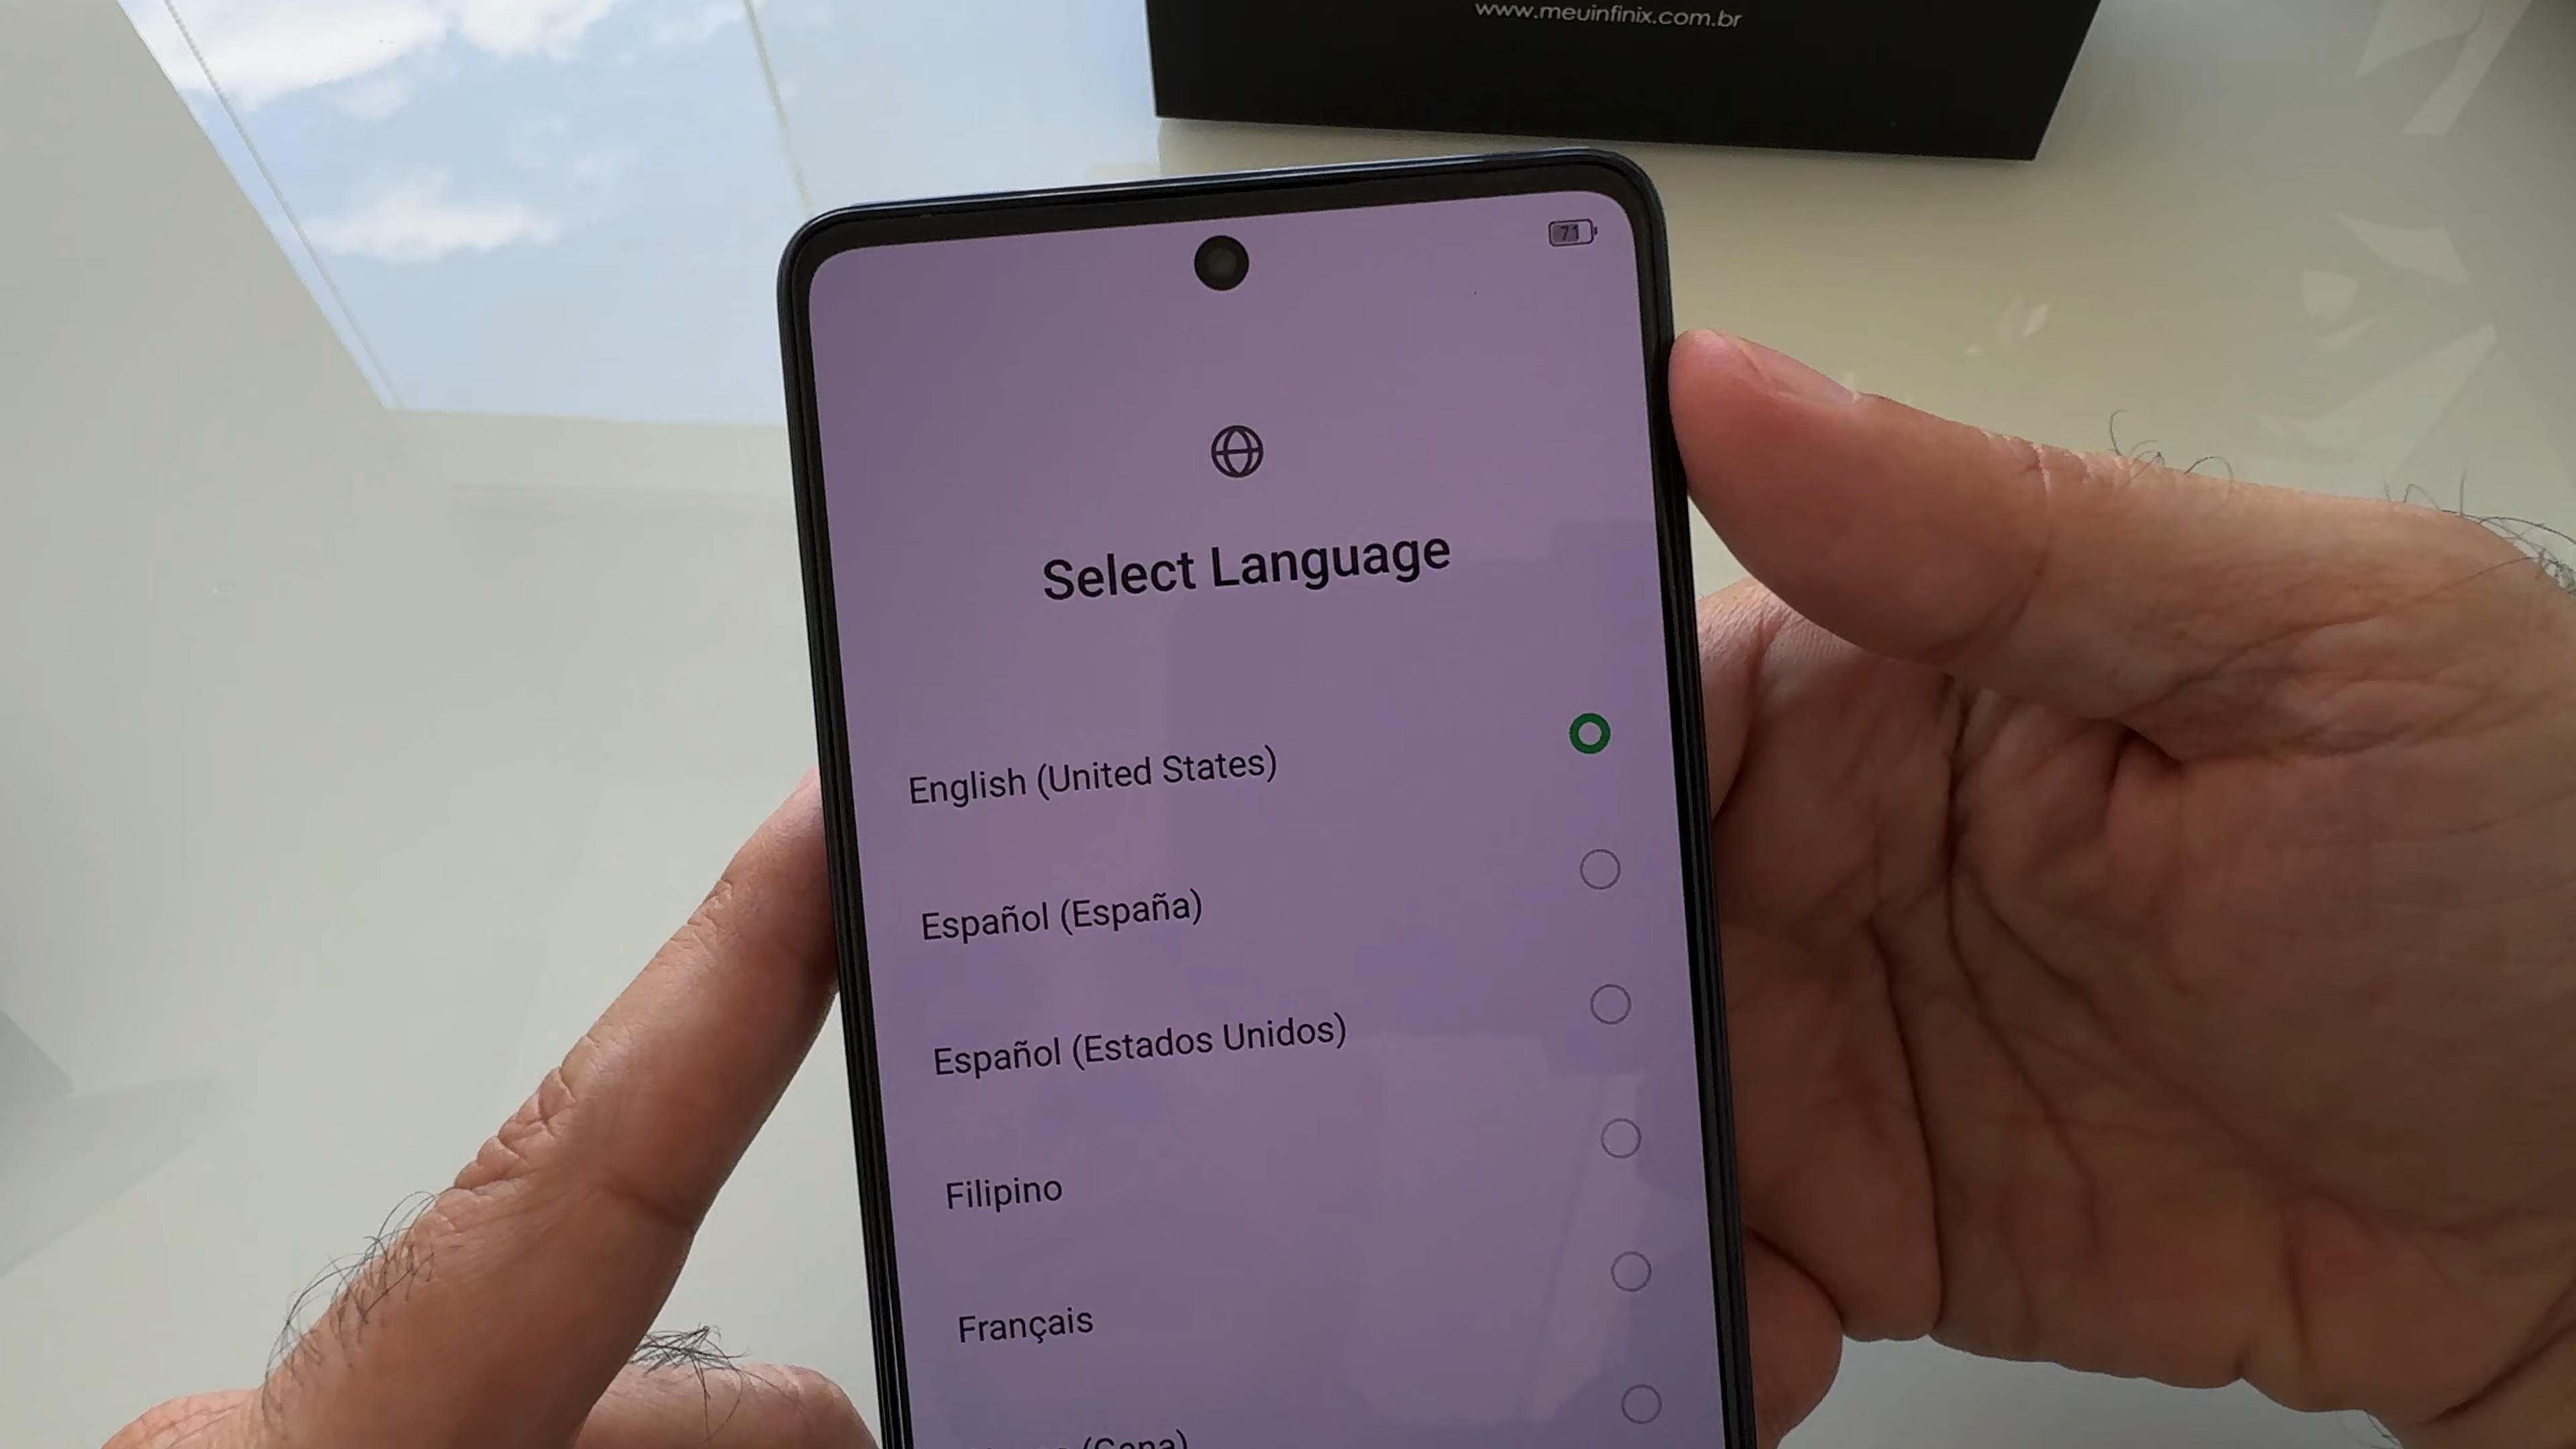 www.meuinfinix.com.br
71
Select Language
English (United States)
Español (España)
Español (Estados Unidos)
Filipino
Français